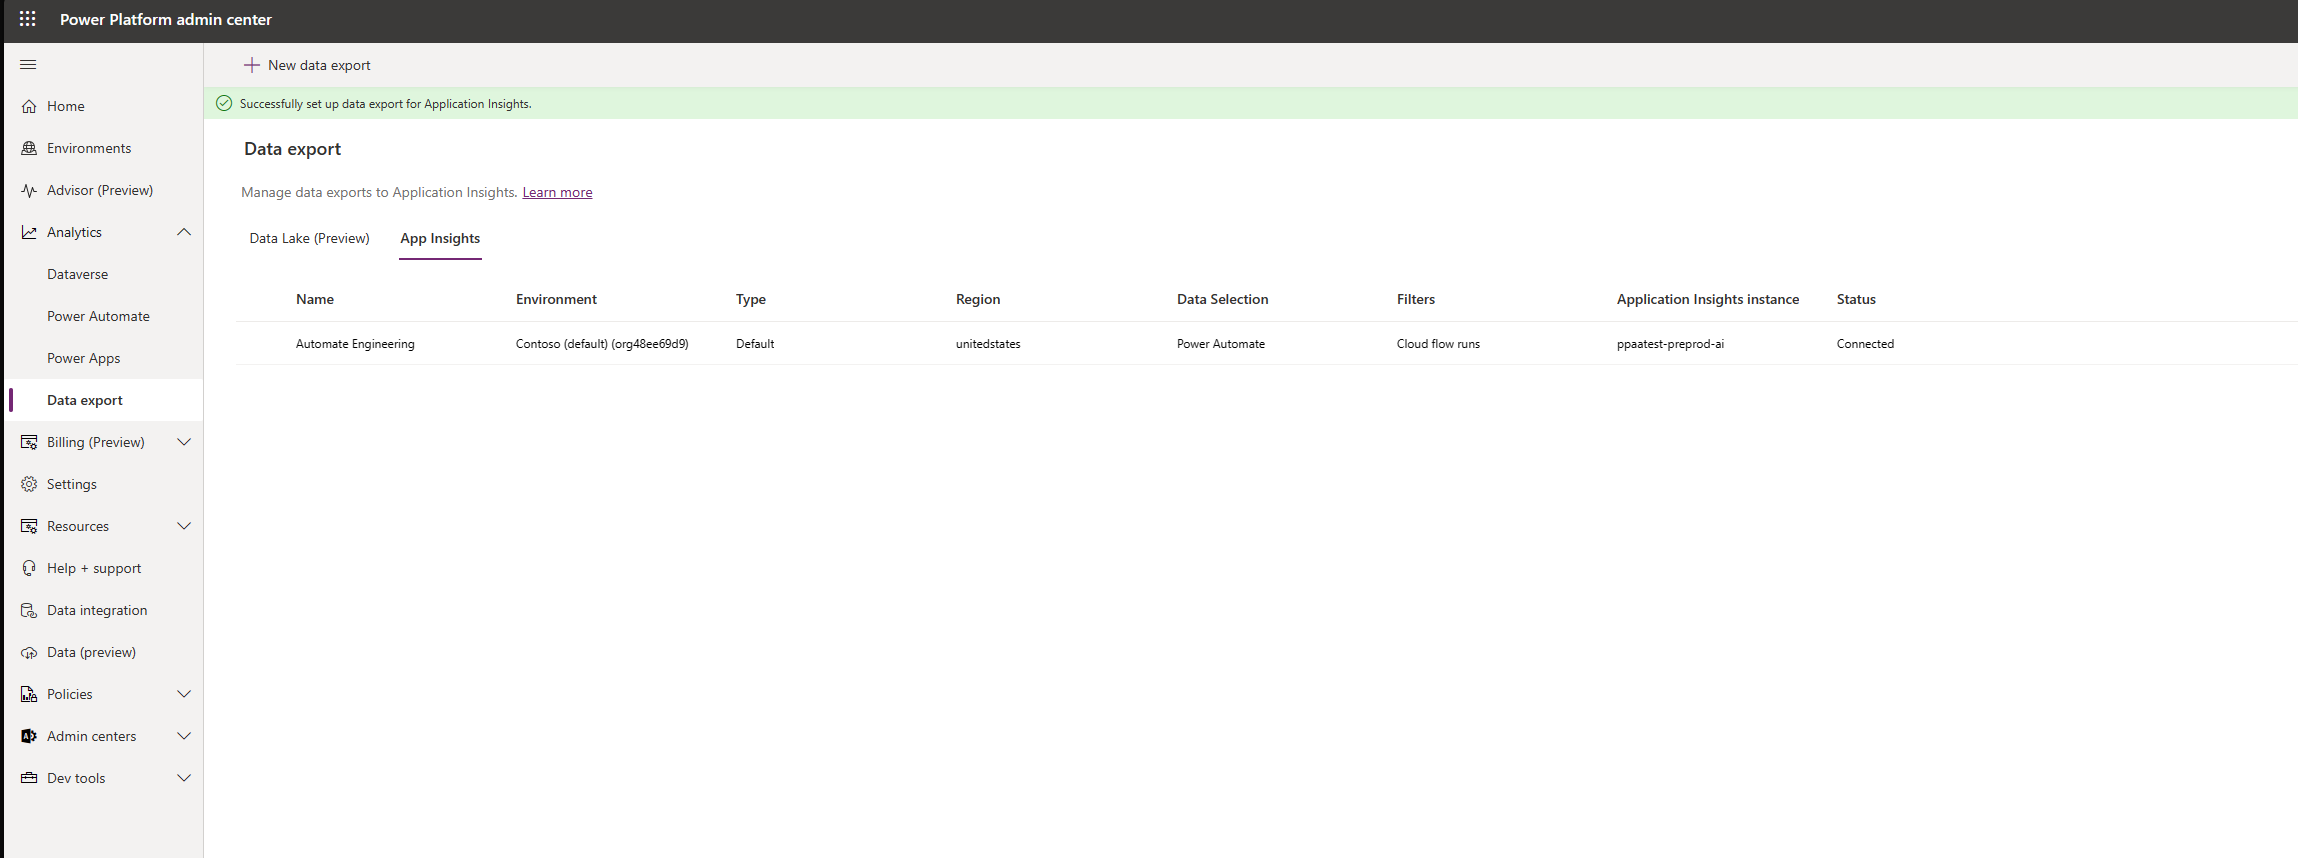 Power Platform admin center
New data export
Successfully set up data export for Application Insights.
Home
Environments
Advisor (Preview)
Analytics
Dataverse
Power Automate
Power Apps
Data export
Billing (Preview)
Settings
Resources
Help + support
Data integration
Data (preview)
Policies
Admin centers
Dev tools
Data export
Manage data exports to Application Insights. Learn more
Data Lake (Preview) App Insights
Name Environment Type Region Data Selection Filters Application Insights instance Status
Automate Engineering Contoso (default) (org48ee69d9) Default unitedstates Power Automate Cloud flow runs ppaatest-preprod-ai Connected